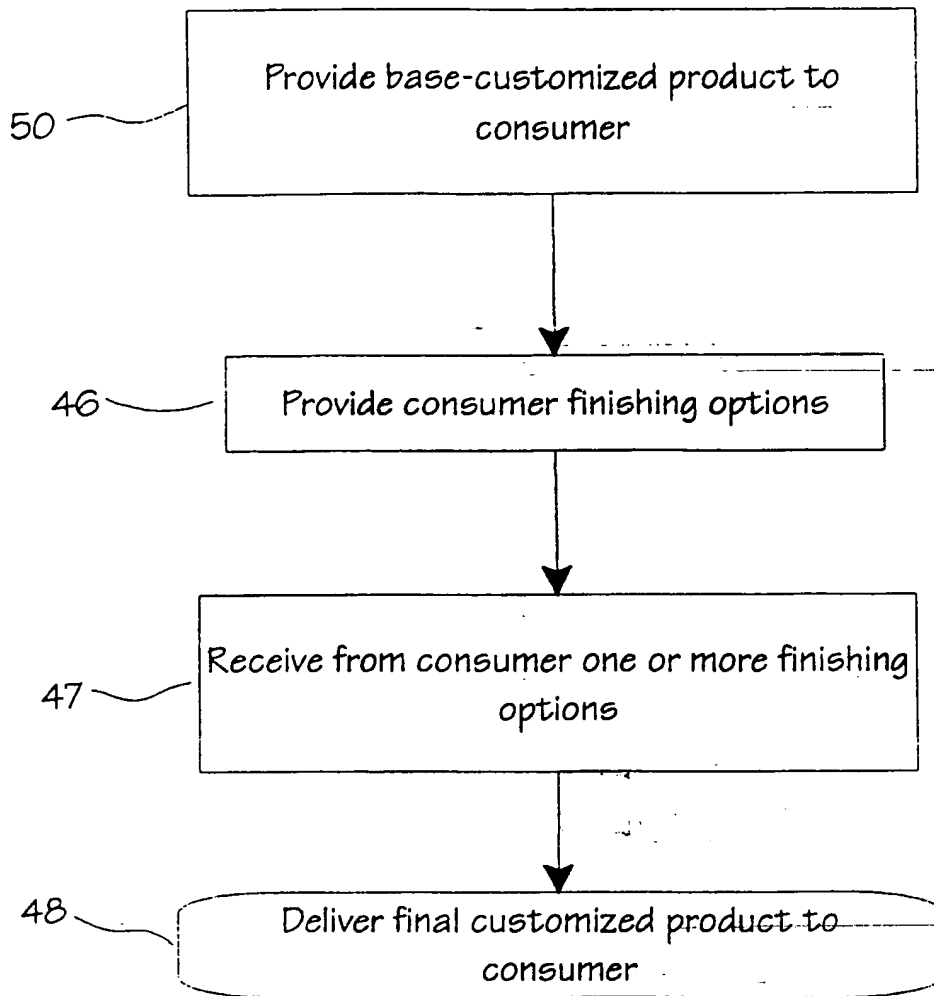 Provide base-customized product to
consumer
50
Provide consumer finishing options
46
Receive from consumer one or more finishing
options
47
Deliver final customized product to
consumer
48